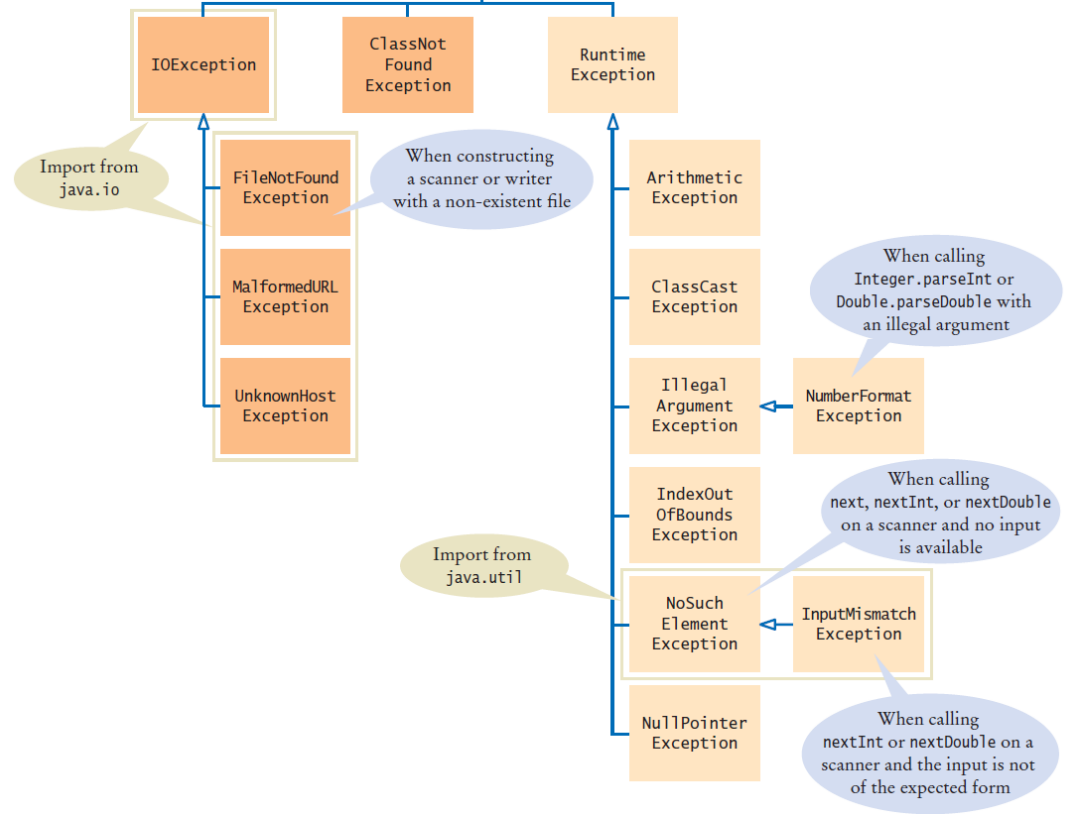 IOException
ClassNot
Found
Exception
Runtime
Exception
Import from
java.io
FileNotFound
Exception
When constructing
a scanner or writer
with a non-existent file
Arithmetic
Exception
MalformedURL
Exception
ClassCast
Exception
When calling
Integer.parseInt or
Double.parseDouble with
an illegal argument
UnknownHost
Exception
Illegal
Argument
Exception
NumberFormat
Exception
IndexOut
OfBounds
Exception
When calling
next, nextInt, or nextDouble
on a scanner and no input
is available
Import from
java.util
NoSuch
Element
Exception
InputMismatch
Exception
NullPointer
Exception
When calling
nextInt or nextDouble on a
scanner and the input is not
of the expected form